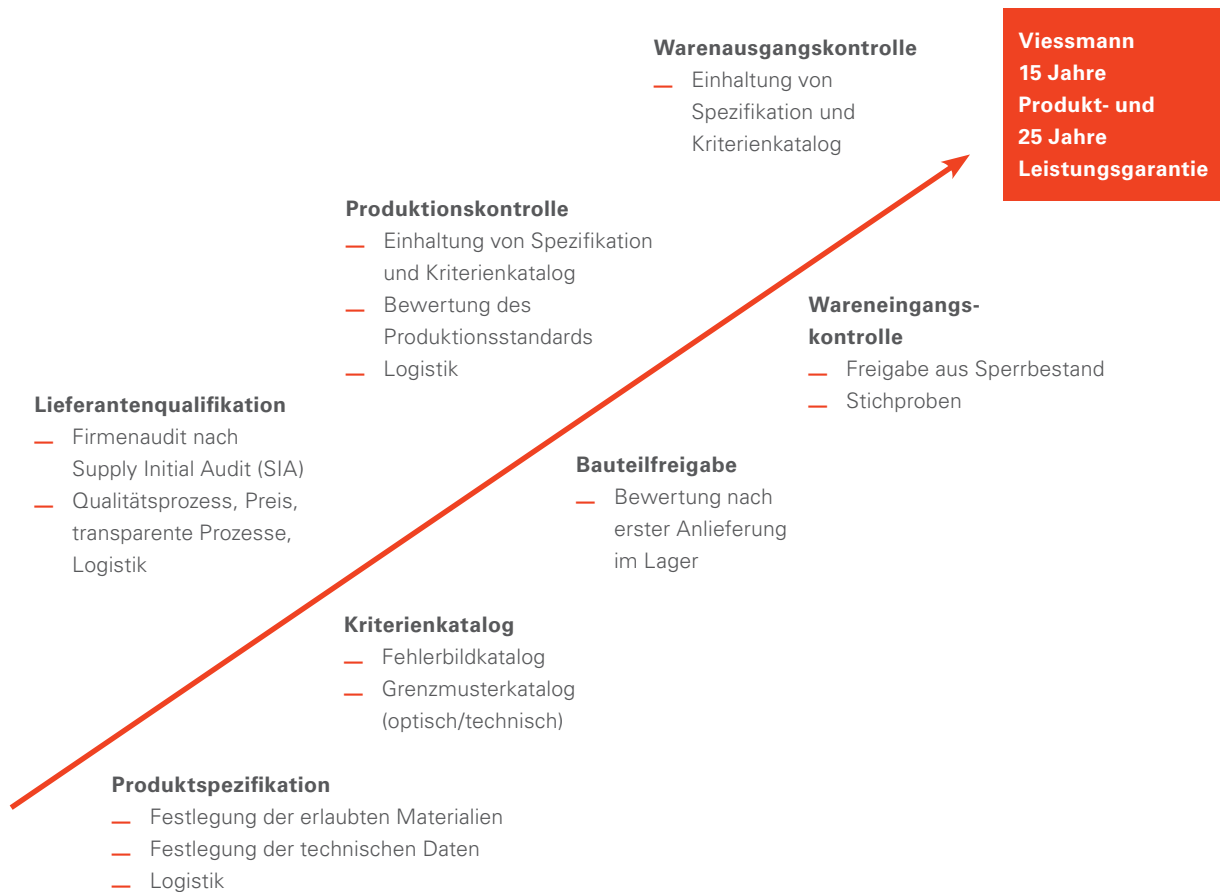 Warenausgangskontrolle
— Einhaltung von
Spezifikation und
Kriterienkatalog
Viessmann
15 Jahre
Produkt- und
25 Jahre
Leistungsgarantie
Produktionskontrolle
— Einhaltung von Spezifikation
und Kriterienkatalog
— Bewertung des
Produktionsstandards
— Logistik
Wareneingangs-
kontrolle
— Freigabe aus Sperrbestand
— Stichproben
Lieferantenqualifikation
— Firmenaudit nach
Supply Initial Audit (SIA)
— Qualitätsprozess, Preis,
transparente Prozesse,
Logistik
Bauteilfreigabe
— Bewertung nach
erster Anlieferung
im Lager
Kriterienkatalog
— Fehlerbildkatalog
— Grenzmusterkatalog
(optisch/technisch)
Produktspezifikation
— Festlegung der erlaubten Materialien
— Festlegung der technischen Daten
— Logistik